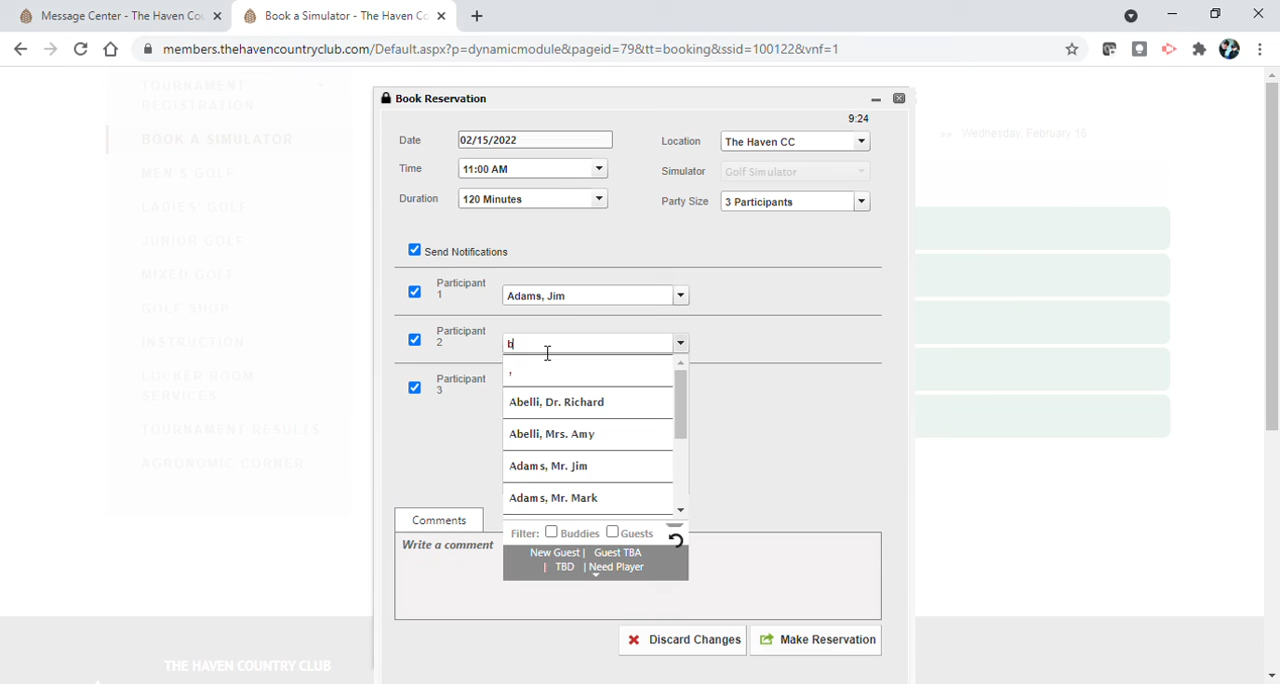 Message Center - The Haven Cou
Book a Simulator - The Haven Co
members.thehavencountryclub.com/Default.aspx?p=dynamicmodule&pageid=79&tt=booking&ssid=100122&vnf=1
TOURNAMENT
REGISTRATION
BOOK A SIMULATOR
MEN'S GOLF
LADIES' GOLF
JUNIOR GOLF
MIXED GOLF
GOLF SHOP
INSTRUCTION
LOCKER ROOM
SERVICES
TOURNAMENT RESULTS
AGRONOMIC CORNER
>> Wednesday, February 16
Book Reservation
9:24
Date 02/15/2022 Location The Haven CC
Time 11:00 AM Simulator Golf Simulator
Duration 120 Minutes Party Size 3 Participants
Send Notifications
Participant
1
Adams, Jim
Participant
2
b
Participant
3
,
Abelli, Dr. Richard
Abelli, Mrs. Amy
Adams, Mr. Jim
Adams, Mr. Mark
Filter: Buddies Guests
New Guest | Guest TBA
| TBD | Need Player
Comments
Write a comment
Discard Changes Make Reservation
THE HAVEN COUNTRY CLUB